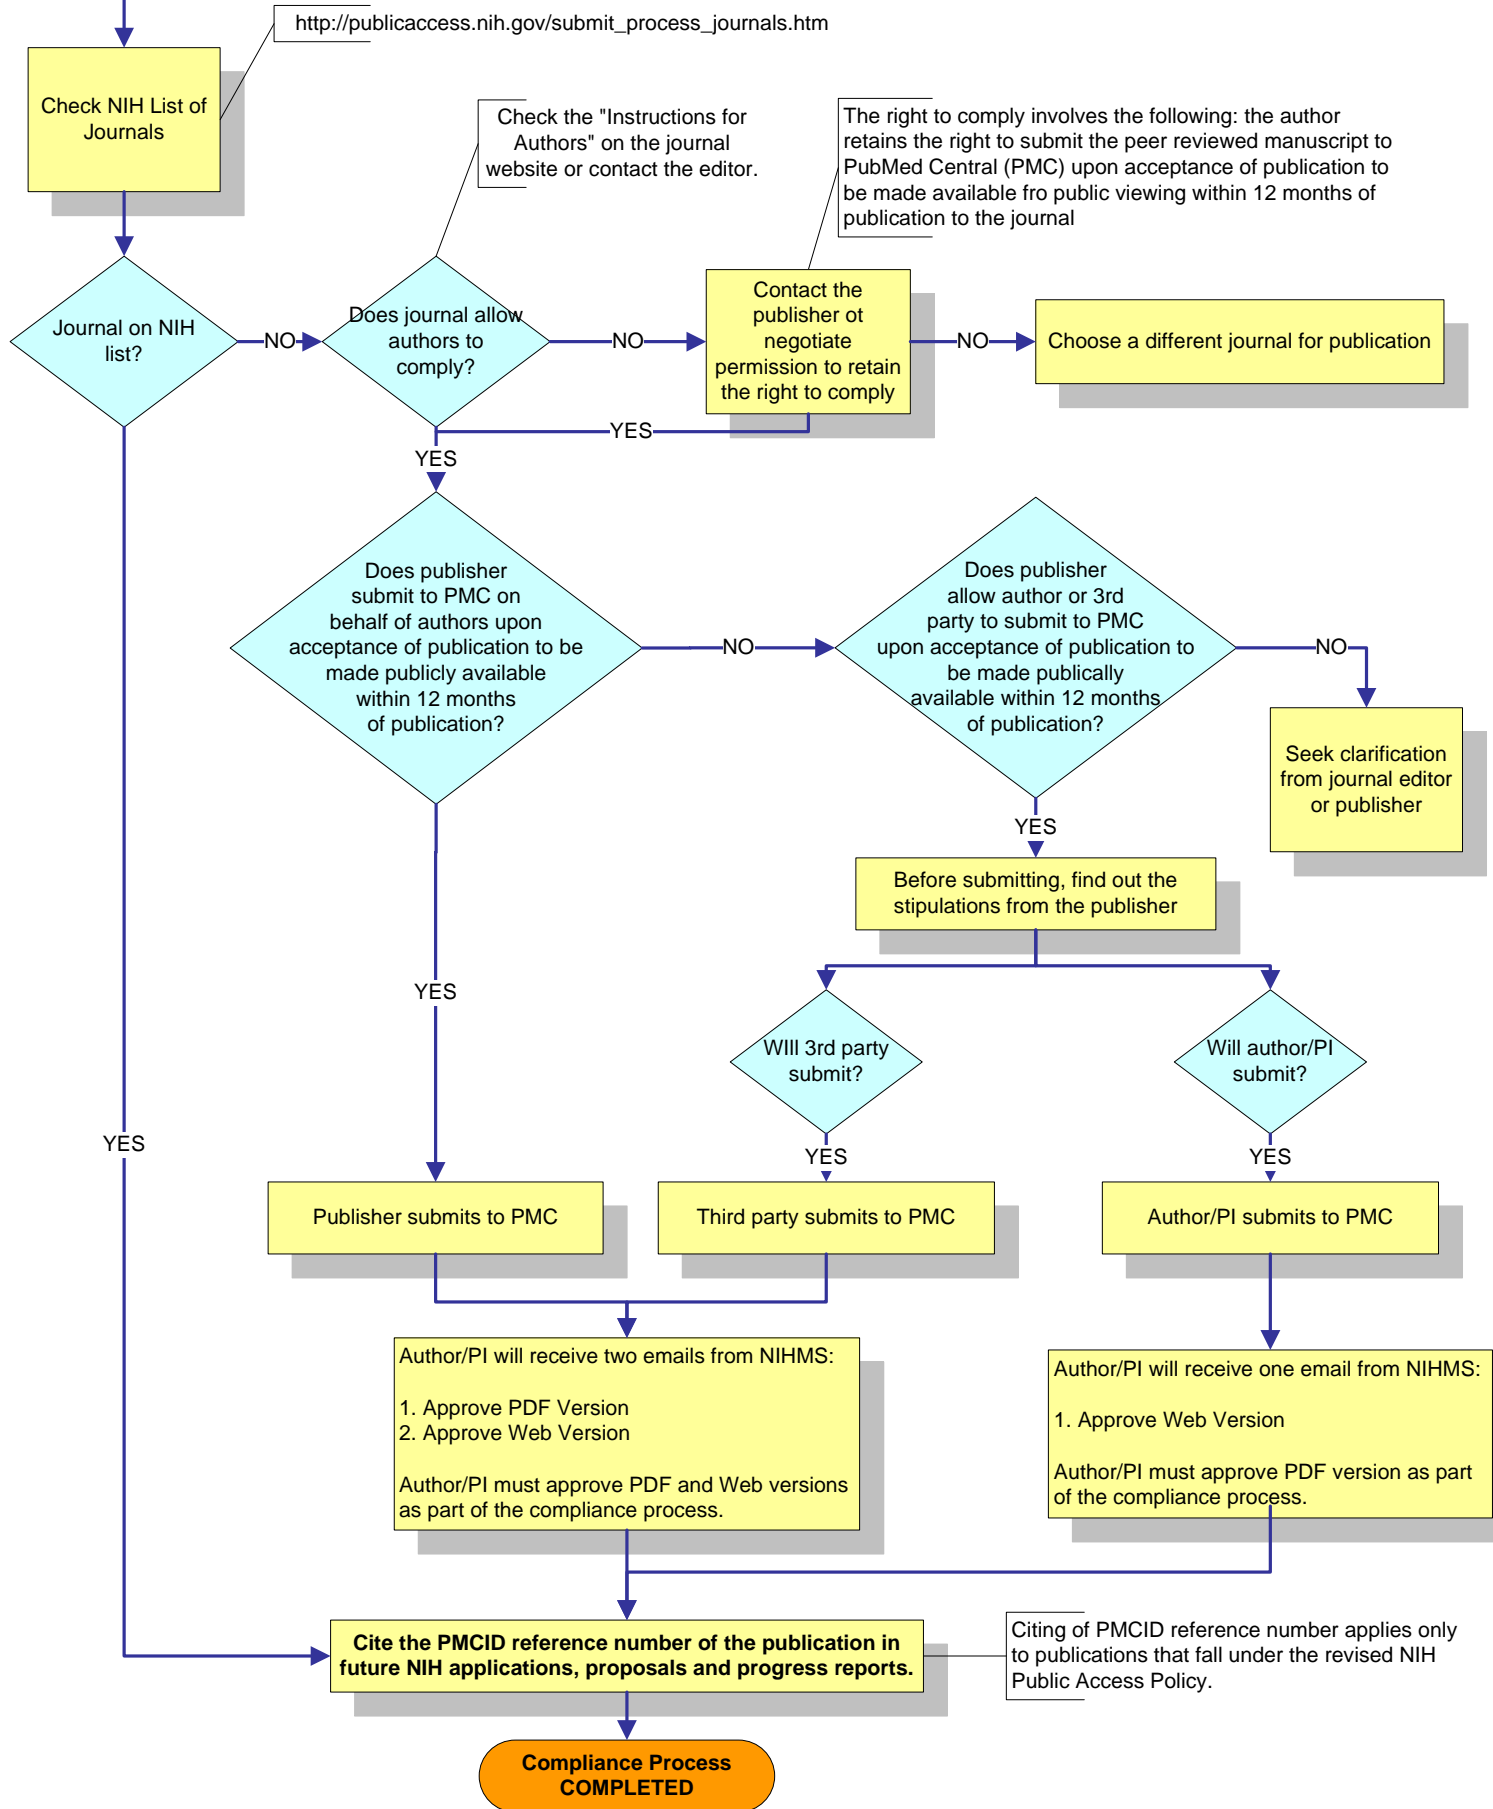 http://publicaccess.nih.gov/submit_process_journals.htm
Check NIH List of
Journals
Check the "Instructions for
Authors" on the journal
website or contact the editor.
The right to comply involves the following: the author
retains the right to submit the peer reviewed manuscript to
PubMed Central (PMC) upon acceptance of publication to
be made available fro public viewing within 12 months of
publication to the journal
Journal on NIH
list?
NO
Does journal allow
authors to
comply?
NO
Contact the
publisher ot
negotiate
permission to retain
the right to comply
NO
Choose a different journal for publication
YES
YES
Does publisher
submit to PMC on
behalf of authors upon
acceptance of publication to be
made publicly available
within 12 months
of publication?
NO
Does publisher
allow author or 3rd
party to submit to PMC
upon acceptance of publication to
be made publically
available within 12 months
of publication?
NO
Seek clarification
from journal editor
or publisher
YES
Before submitting, find out the
stipulations from the publisher
YES
WIll 3rd party
submit?
Will author/PI
submit?
YES
YES
YES
Publisher submits to PMC
Third party submits to PMC
Author/PI submits to PMC
Author/PI will receive two emails from NIHMS:
1. Approve PDF Version
2. Approve Web Version
Author/PI must approve PDF and Web versions
as part of the compliance process.
Author/PI will receive one email from NIHMS:
1. Approve Web Version
Author/PI must approve PDF version as part
of the compliance process.
Cite the PMCID reference number of the publication in
future NIH applications, proposals and progress reports.
Citing of PMCID reference number applies only
to publications that fall under the revised NIH
Public Access Policy.
Compliance Process
COMPLETED